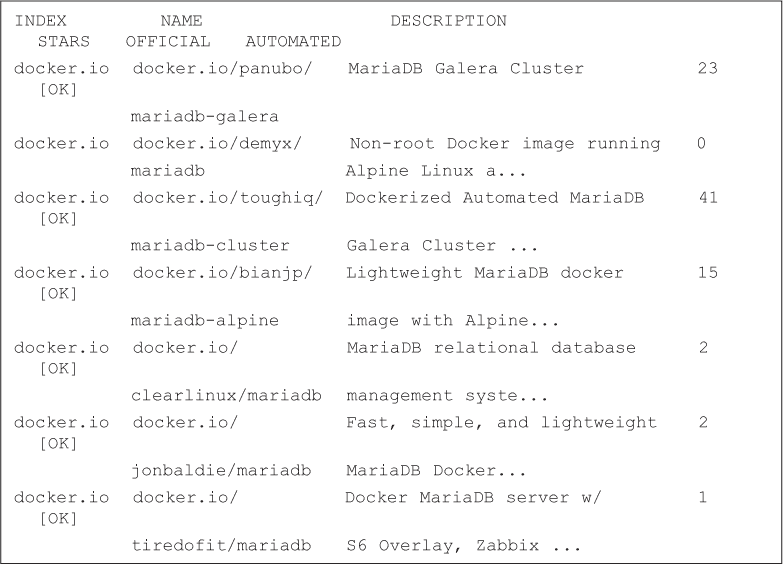 INDEX NAME DESCRIPTION
STARS OFFICIAL AUTOMATED
docker.io docker.io/panubo/ MariaDB Galera Cluster 23
[OK]
mariadb-galera
docker.io docker.io/demyx/ Non-root Docker image running 0
mariadb Alpine Linux a...
docker.io docker.io/toughiq/ Dockerized Automated MariaDB 41
[OK]
mariadb-cluster Galera Cluster ...
docker.io docker.io/bianjp/ Lightweight MariaDB docker 15
[OK]
mariadb-alpine image with Alpine...
docker.io docker.io/ MariaDB relational database 2
[OK]
clearlinux/mariadb management syste...
docker.io docker.io/ Fast, simple, and lightweight 2
[OK]
jonbaldie/mariadb MariaDB Docker...
docker.io docker.io/ Docker MariaDB server w/ 1
[OK]
tiredofit/mariadb S6 Overlay, Zabbix ...